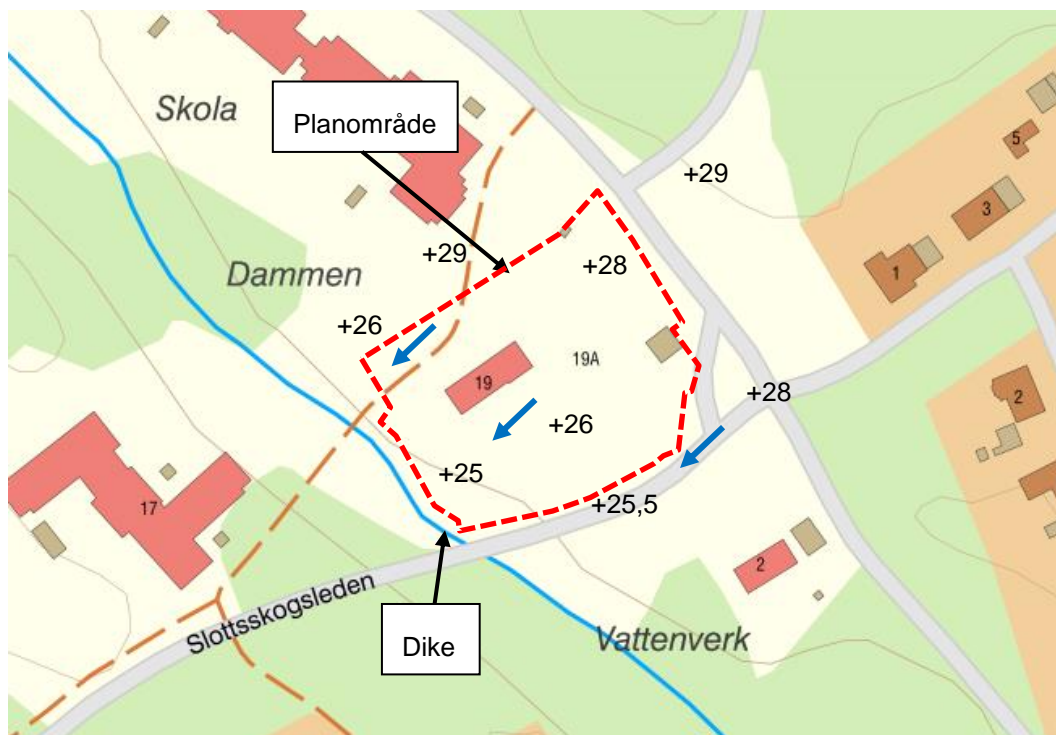 Skola
Planområde
5
+29
3
+29
+28
1
Dammen
+26
19A
19
+28
2
+26
+25
+25,5
17
2
Slottsskogsleden
Dike
Vattenverk